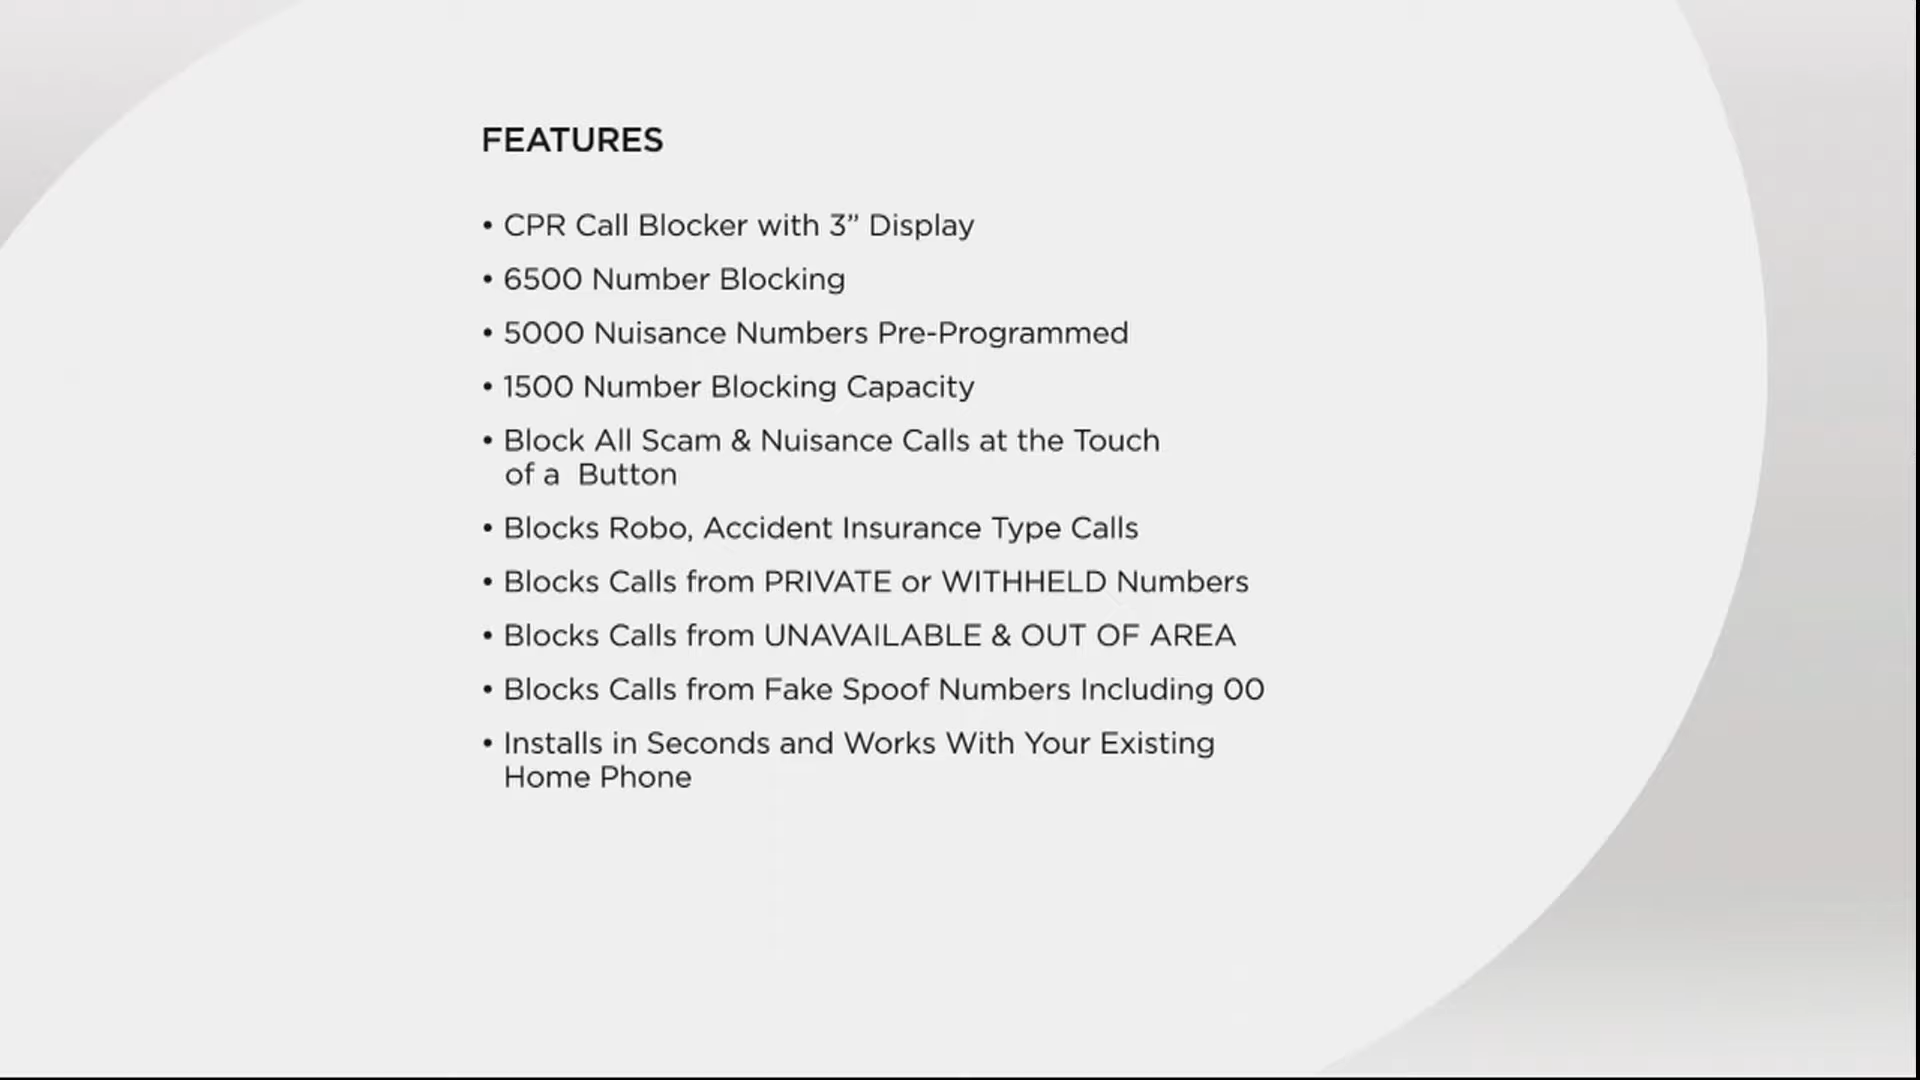 FEATURES
• CPR Call Blocker with 3” Display
• 6500 Number Blocking
• 5000 Nuisance Numbers Pre-Programmed
• 1500 Number Blocking Capacity
• Block All Scam & Nuisance Calls at the Touch
of a  Button
• Blocks Robo, Accident Insurance Type Calls
• Blocks Calls from PRIVATE or WITHHELD Numbers
• Blocks Calls from UNAVAILABLE & OUT OF AREA
• Blocks Calls from Fake Spoof Numbers Including 00
• Installs in Seconds and Works With Your Existing
Home Phone